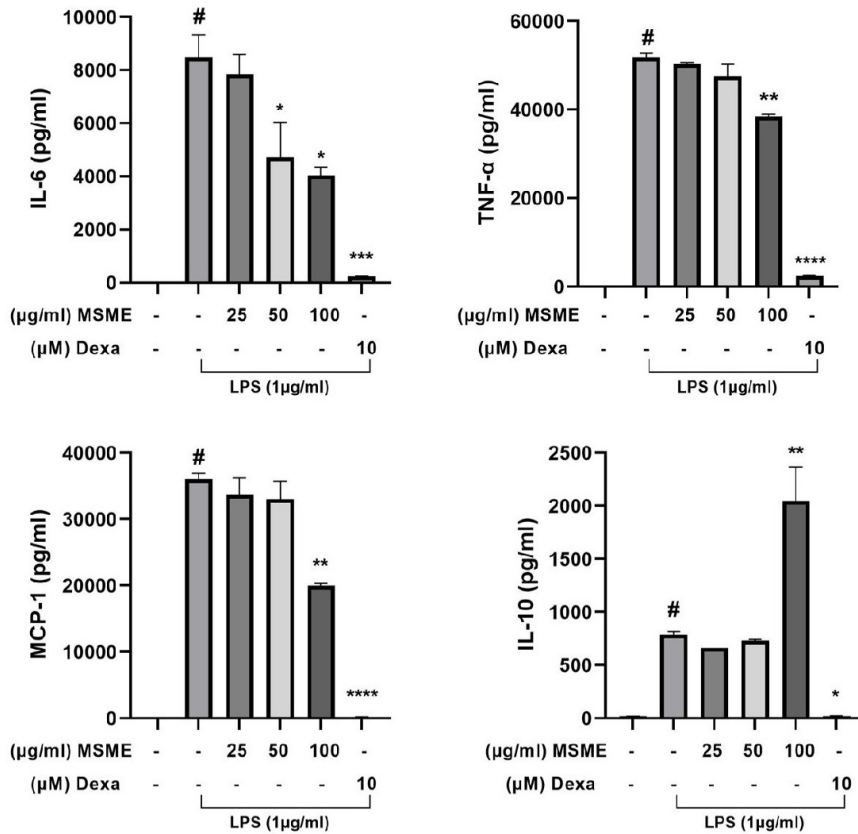 #
10000
8000
6000
4000
2000
0
IL-6 (pg/ml)
*
*
***
(µg/ml) MSME - - 25 50 100 -
(µM) Dexa - - - - - 10
LPS (1µg/ml)
#
60000
40000
20000
0
TNF-α (pg/ml)
**
****
(µg/ml) MSME - - 25 50 100 -
(µM) Dexa - - - - - 10
LPS (1µg/ml)
#
40000
30000
20000
10000
0
MCP-1 (pg/ml)
**
****
(µg/ml) MSME - - 25 50 100 -
(µM) Dexa - - - - - 10
LPS (1µg/ml)
2500
2000
1500
1000
500
0
IL-10 (pg/ml)
#
**
*
(µg/ml) MSME - - 25 50 100 -
(µM) Dexa - - - - - 10
LPS (1µg/ml)